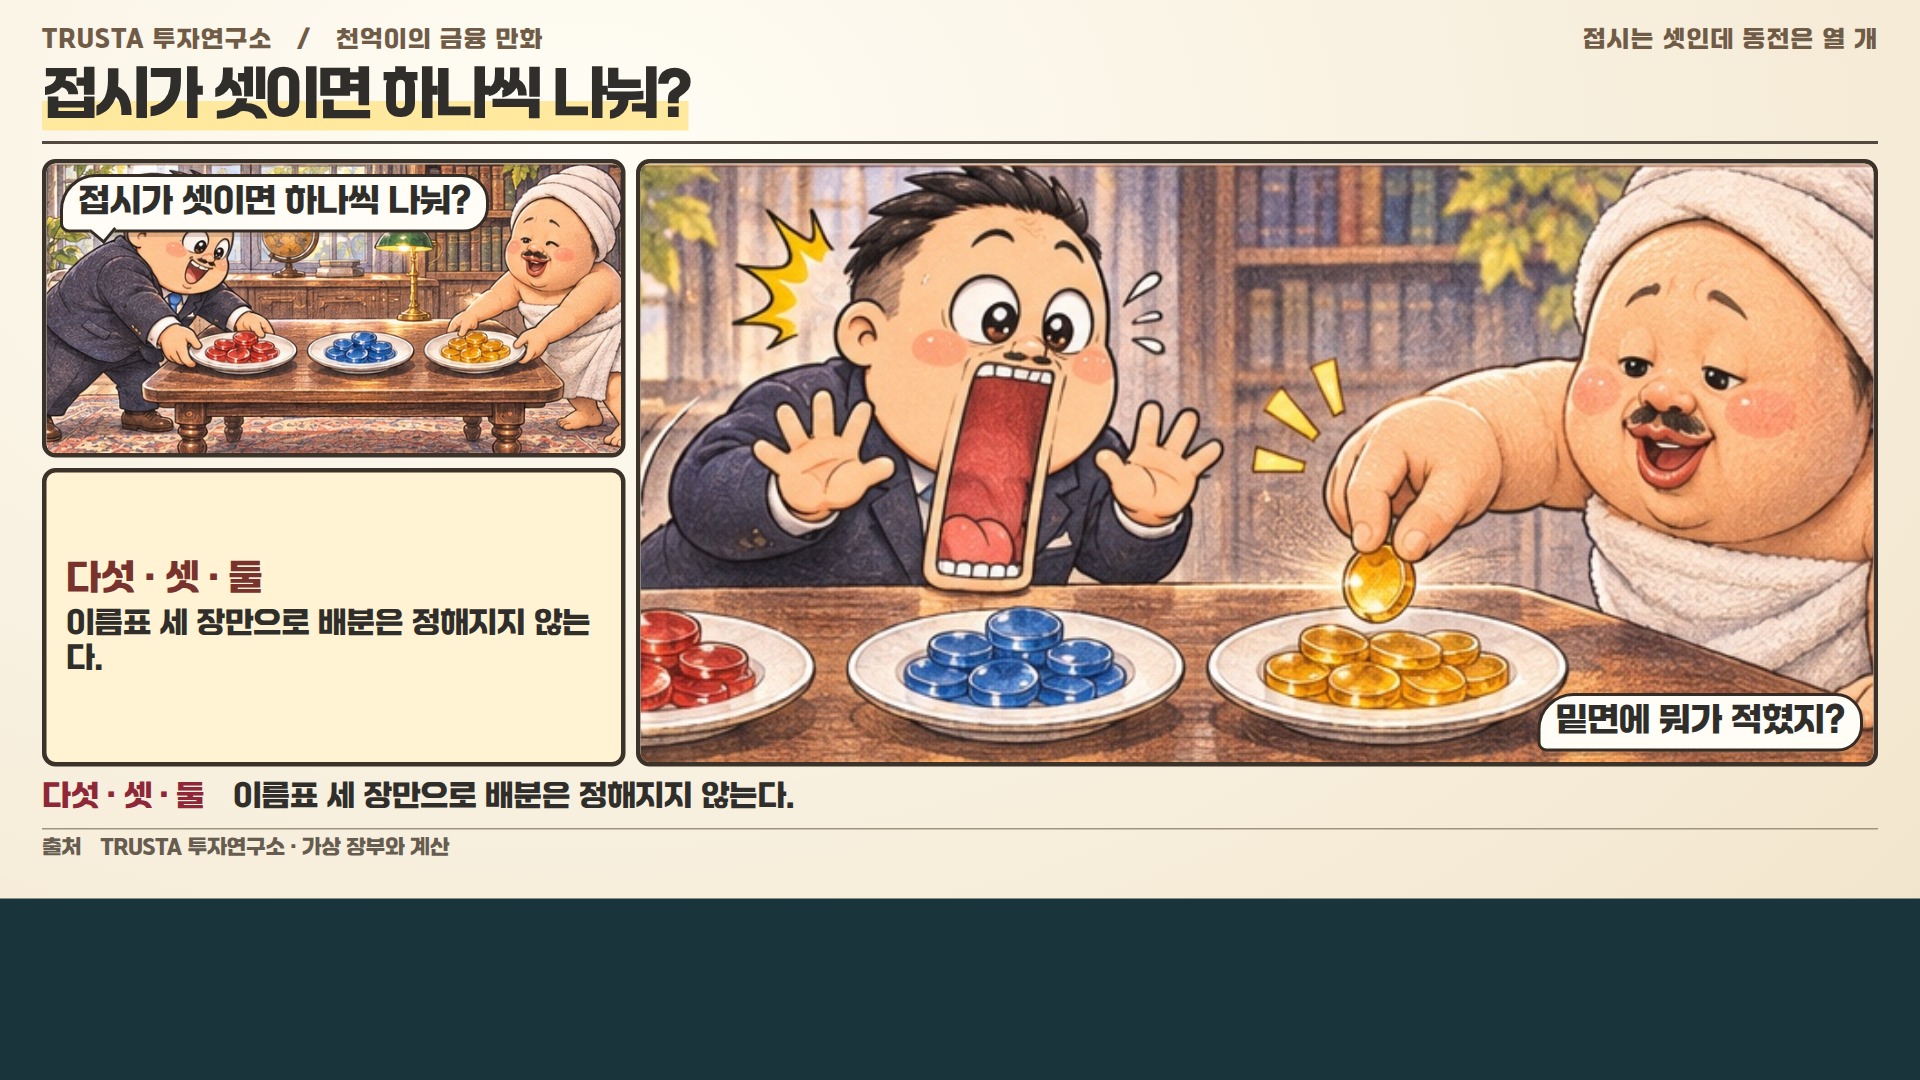 TRUSTA 투자연구소 / 천억이의 금융 만화
접시는 셋인데 동전은 열 개
접시가 셋이면 하나씩 나눠?
접시가 셋이면 하나씩 나눠?
밑면에 뭐가 적혔지?
다섯 · 셋 · 둘
이름표 세 장만으로 배분은 정해지지 않는
다.
다섯 · 셋 · 둘 이름표 세 장만으로 배분은 정해지지 않는다.
출처 TRUSTA 투자연구소 · 가상 장부와 계산